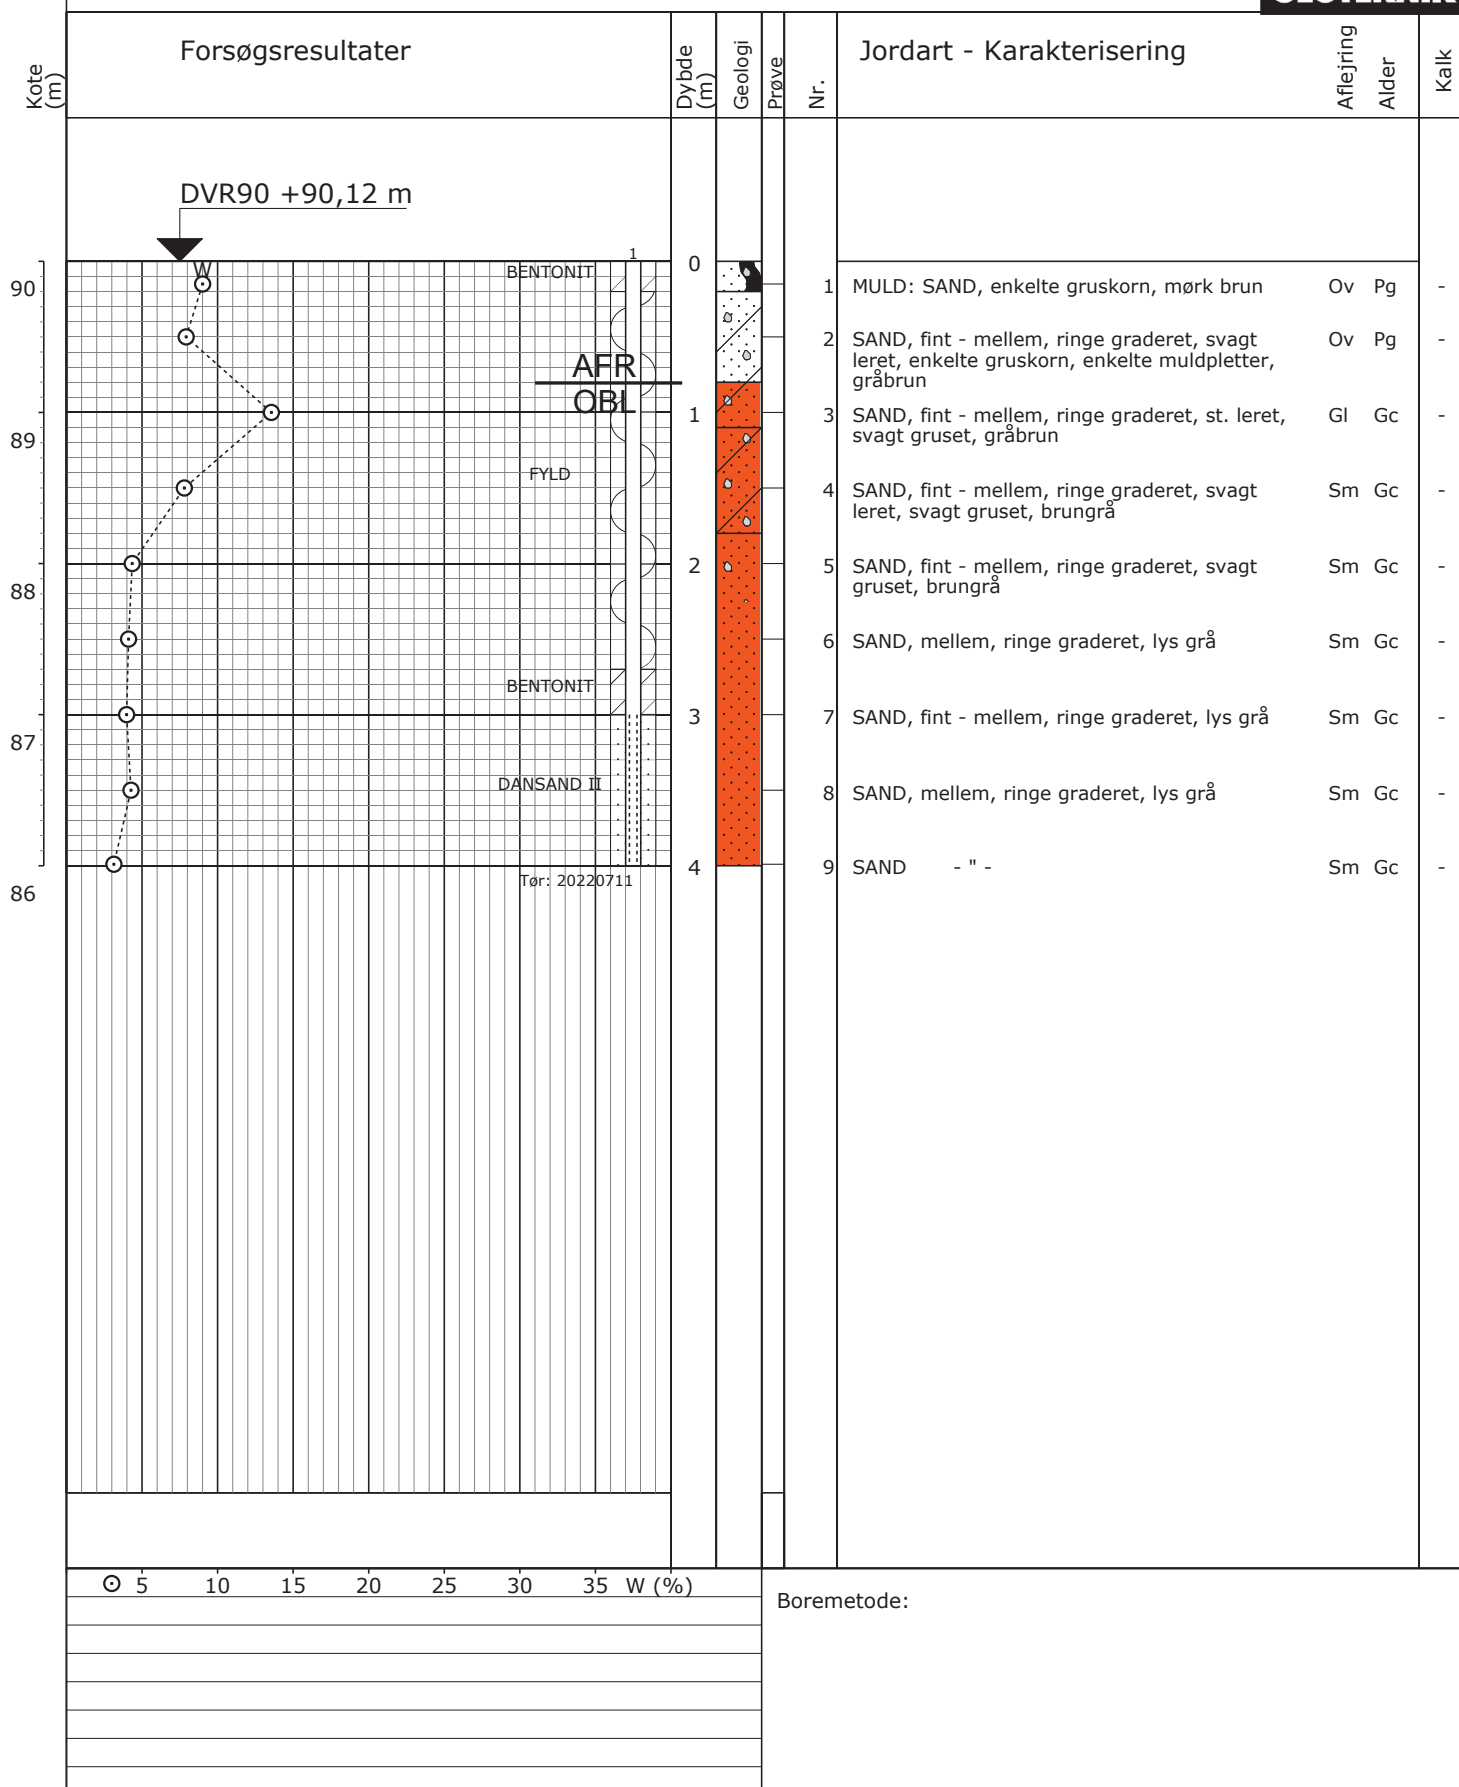 Forsøgsresultater
Jordart - Karakterisering
Kote
(m)
Dybde
(m)
Geologi
Prøve
Nr.
Aflejring
Alder
Kalk
DVR90 +90,12 m
W
1
BENTONIT
0
90
1 MULD: SAND, enkelte gruskorn, mørk brun Ov Pg -
2 SAND, fint - mellem, ringe graderet, svagt Ov Pg -
leret, enkelte gruskorn, enkelte muldpletter,
gråbrun
AFR
OBL
1
3 SAND, fint - mellem, ringe graderet, st. leret, Gl Gc -
svagt gruset, gråbrun
89
FYLD
4 SAND, fint - mellem, ringe graderet, svagt Sm Gc -
leret, svagt gruset, brungrå
2
5 SAND, fint - mellem, ringe graderet, svagt Sm Gc -
gruset, brungrå
88
6 SAND, mellem, ringe graderet, lys grå Sm Gc -
BENTONIT
3
7 SAND, fint - mellem, ringe graderet, lys grå Sm Gc -
87
DANSAND II
8 SAND, mellem, ringe graderet, lys grå Sm Gc -
4
9 SAND - " - Sm Gc -
Tør: 20220711
86
5 10 15 20 25 30 35 W (%)
Boremetode: